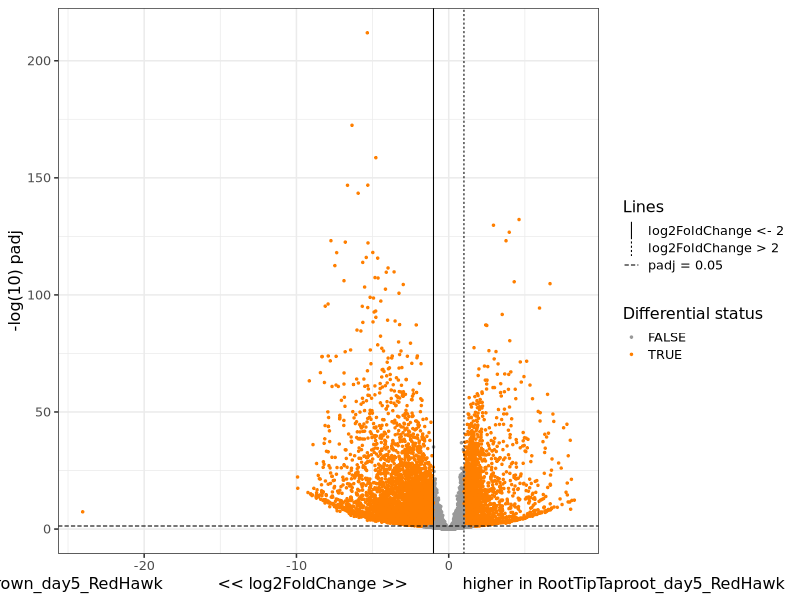 200
150
100
50
0
-log(10) padj
-20
-10
0
<< log2FoldChange >>
higher in RootTipTaproot_day5_RedHawk
rown_day5_RedHawk
Lines
log2FoldChange <- 2
log2FoldChange > 2
padj = 0.05
Differential status
FALSE
TRUE